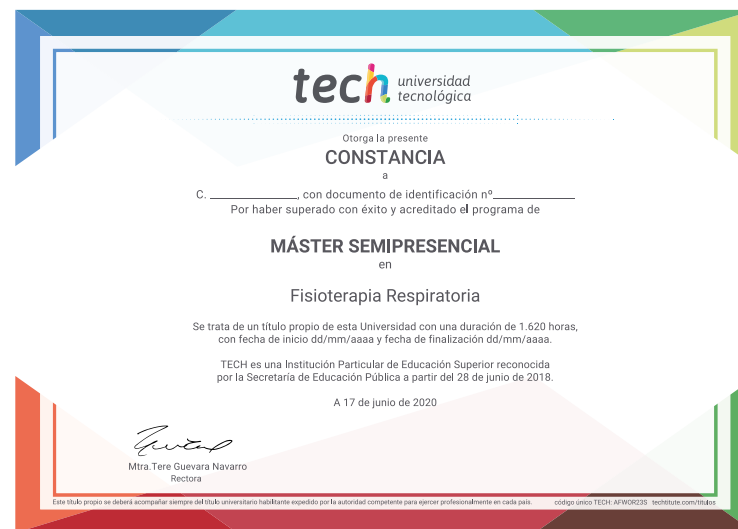 tech universidad
tecnológica
Otorga la presente
CONSTANCIA
a
C. ______________, con documento de identificación nº______________
Por haber superado con éxito y acreditado el programa de
MÁSTER SEMIPRESENCIAL
en
Fisioterapia Respiratoria
Se trata de un título propio de esta Universidad con una duración de 1.620 horas,
con fecha de inicio dd/mm/aaaa y fecha de finalización dd/mm/aaaa.
TECH es una Institución Particular de Educación Superior reconocida
por la Secretaría de Educación Pública a partir del 28 de junio de 2018.
A 17 de junio de 2020
Mtra.Tere Guevara Navarro
Rectora
Este título propio se deberá acompañar siempre del título universitario habilitante expedido por la autoridad competente para ejercer profesionalmente en cada país. código único TECH: AFWOR23S techtitute.com/titulos